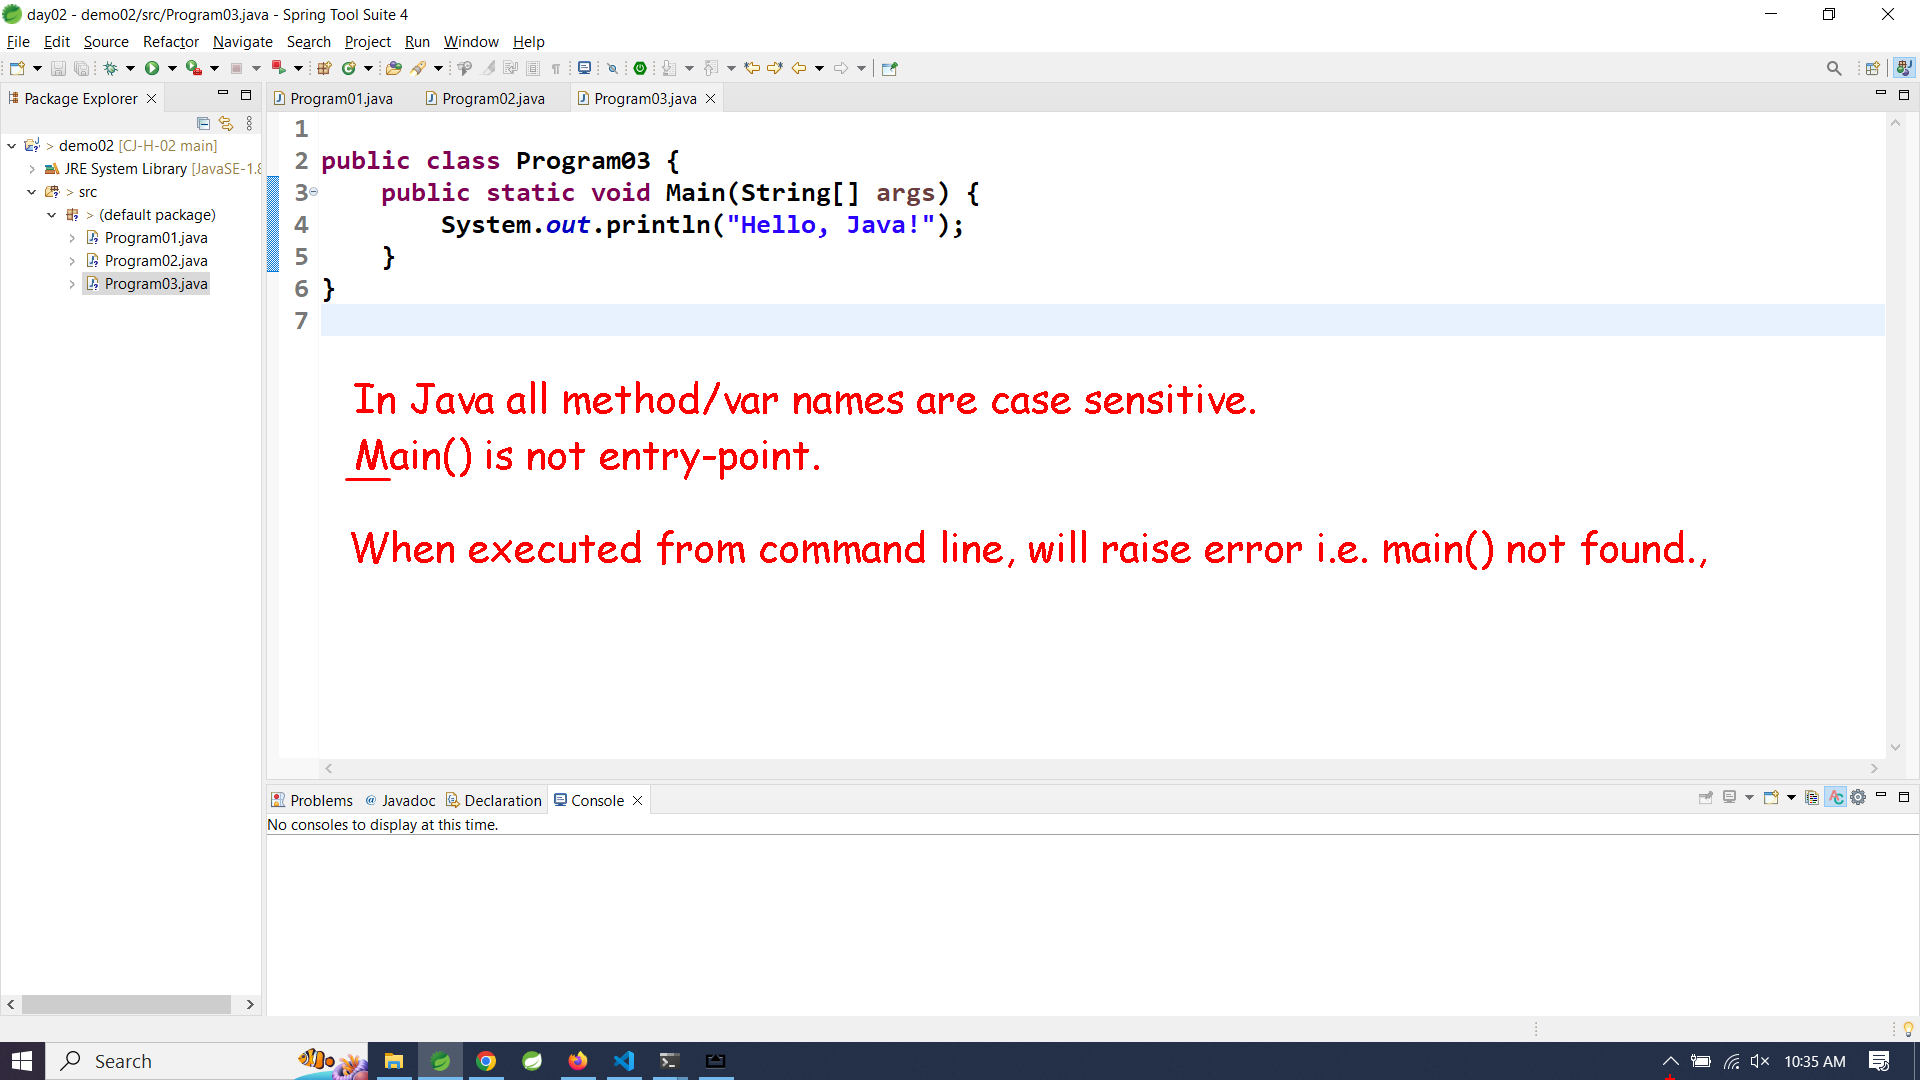 day02 - demo02/src/Program03.java - Spring Tool Suite 4
File Edit Source Refactor Navigate Search Project Run Window Help
Package Explorer
Program01.java Program02.java Program03.java
demo02 [CJ-H-02 main]
JRE System Library [JavaSE-1.8
src
(default package)
Program01.java
Program02.java
Program03.java
1
2 public class Program03 {
3 public static void Main(String[] args) {
4 System.out.println("Hello, Java!");
5 }
6 }
7
In Java all method/var names are case sensitive.
Main() is not entry-point.
When executed from command line, will raise error i.e. main() not found.,
Problems @ Javadoc Declaration Console
No consoles to display at this time.
Search
10:35 AM